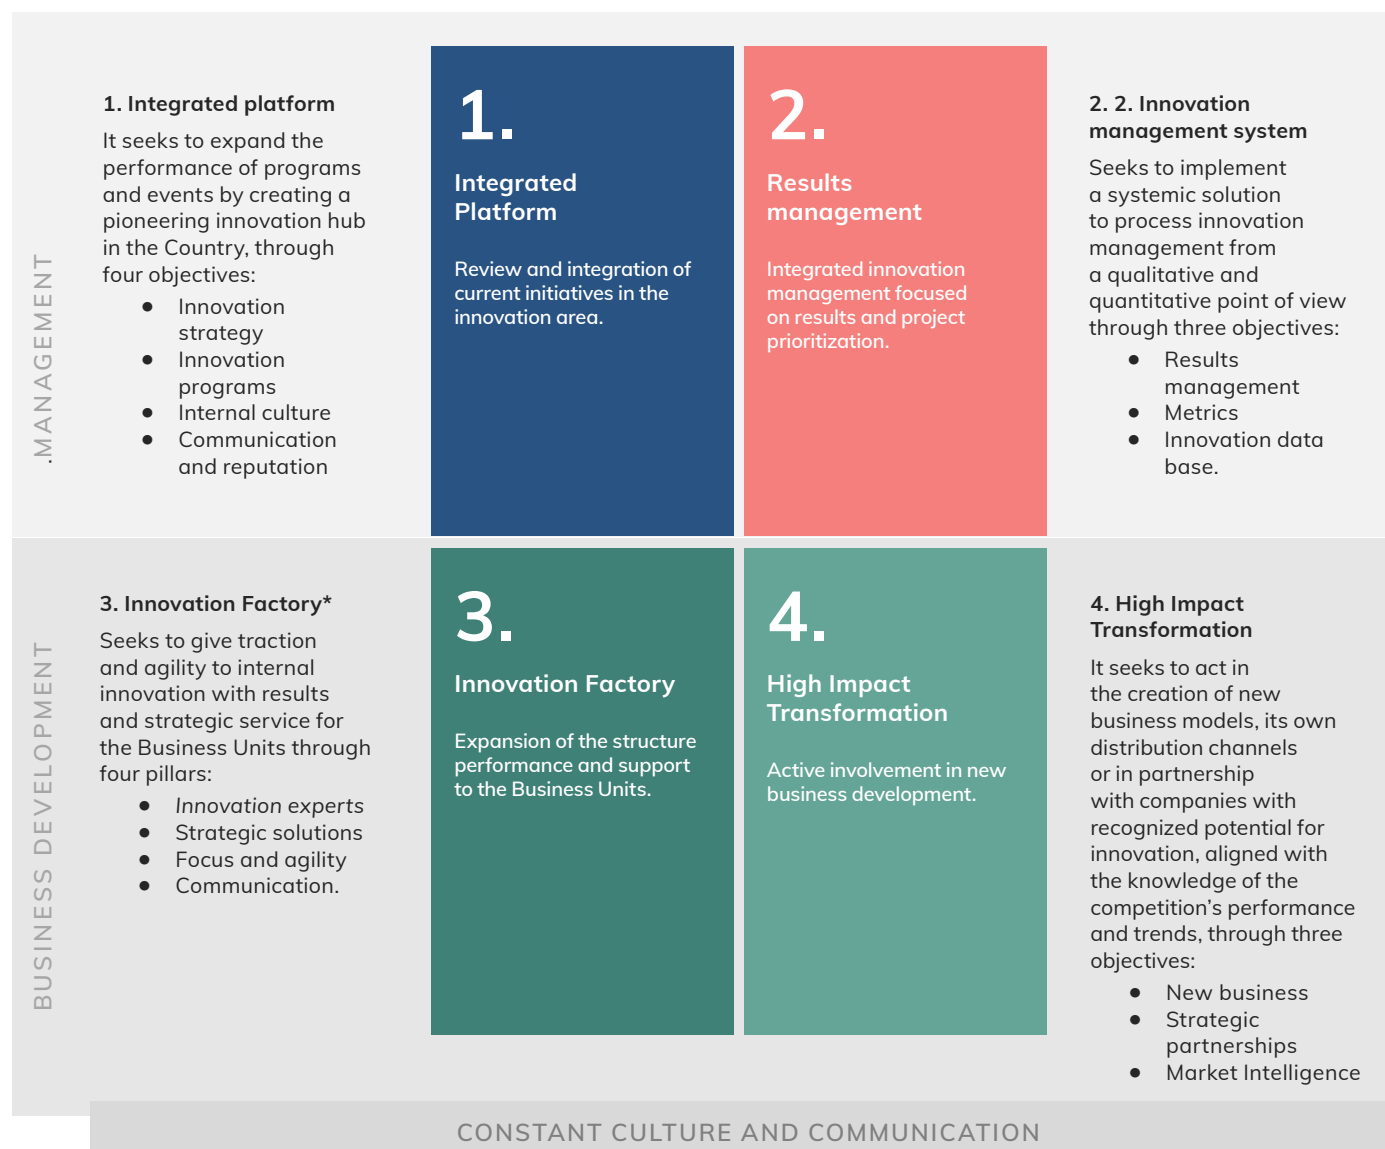 .MANAGEMENT
1. Integrated platform
It seeks to expand the
performance of programs
and events by creating a
pioneering innovation hub
in the Country, through
four objectives:
● Innovation
strategy
● Innovation
programs
● Internal culture
● Communication
and reputation
1.
Integrated
Platform
Review and integration of
current initiatives in the
innovation area.
2.
Results
management
Integrated innovation
management focused
on results and project
prioritization.
2. 2. Innovation
management system
Seeks to implement
a systemic solution
to process innovation
management from
a qualitative and
quantitative point of view
through three objectives:
● Results
management
● Metrics
● Innovation data
base.
BUSINESS DEVELOPMENT
3. Innovation Factory*
Seeks to give traction
and agility to internal
innovation with results
and strategic service for
the Business Units through
four pillars:
● Innovation experts
● Strategic solutions
● Focus and agility
● Communication.
3.
Innovation Factory
Expansion of the structure
performance and support
to the Business Units.
4.
High Impact
Transformation
Active involvement in new
business development.
4. High Impact
Transformation
It seeks to act in
the creation of new
business models, its own
distribution channels
or in partnership
with companies with
recognized potential for
innovation, aligned with
the knowledge of the
competition’s performance
and trends, through three
objectives:
● New business
● Strategic
partnerships
● Market Intelligence
CONSTANT CULTURE AND COMMUNICATION